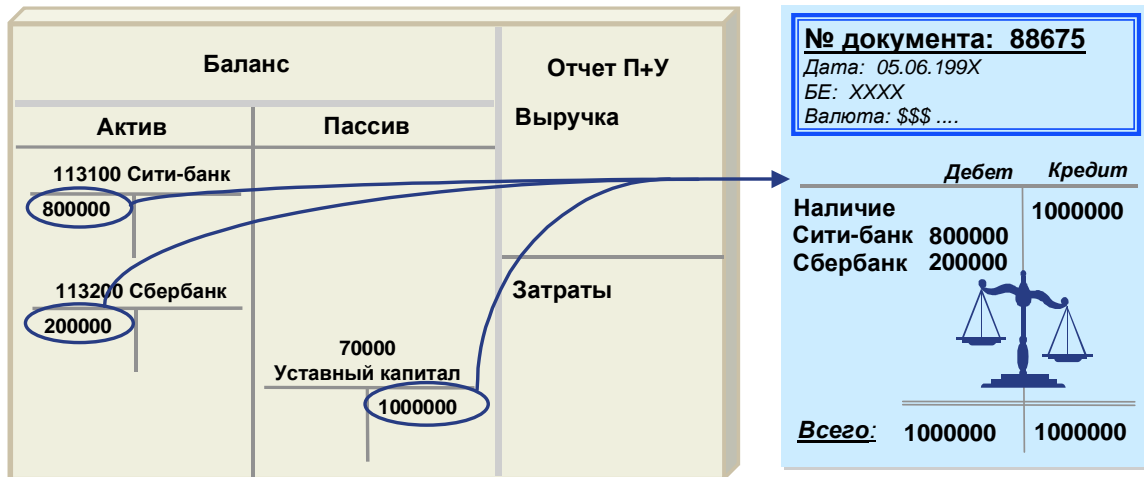 Баланс
Отчет П+У
Актив
Пассив
Выручка
113100 Сити-банк
800000
113200 Сбербанк
200000
Затраты
70000
Уставный капитал
1000000
№ документа: 88675
Дата: 05.06.199X
БЕ: XXXX
Валюта: $$$ ....
Дебет Кредит
Наличие 1000000
Сити-банк 800000
Сбербанк 200000
Всего: 1000000 1000000